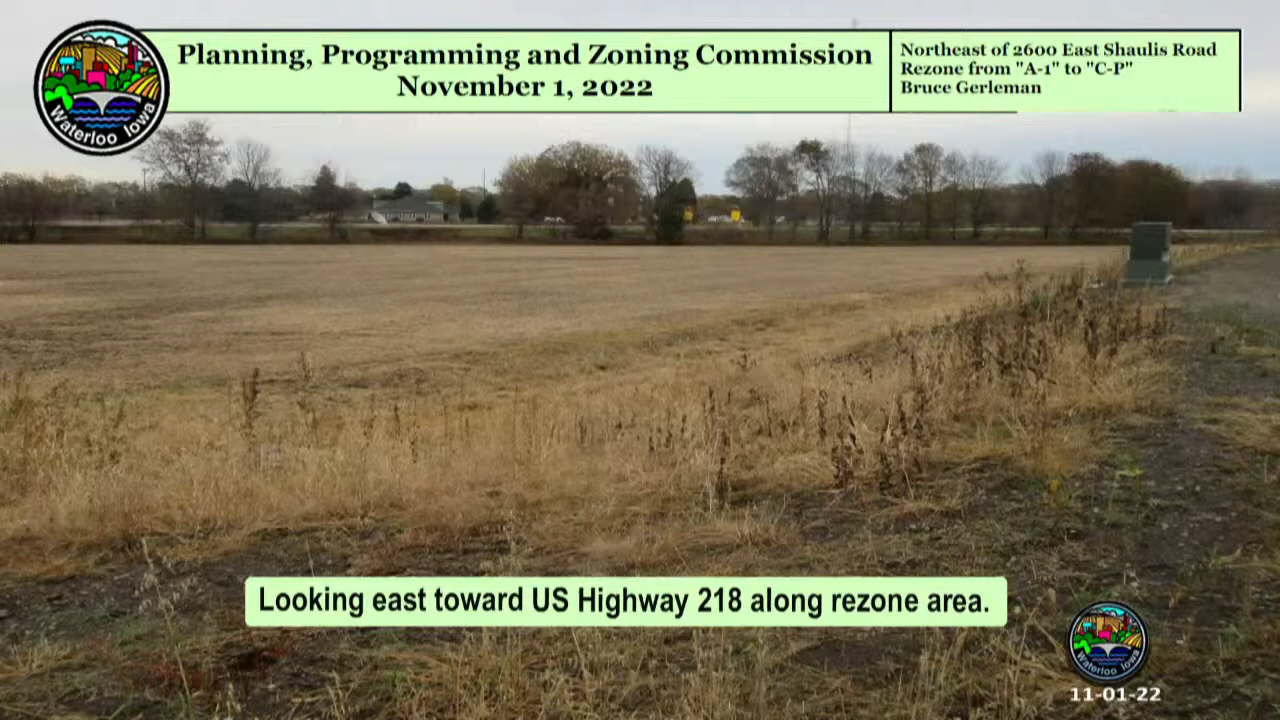 Planning, Programming and Zoning Commission
November 1, 2022
Northeast of 2600 East Shaulis Road
Rezone from "A-1" to "C-P"
Bruce Gerleman
Waterloo Iowa
Looking east toward US Highway 218 along rezone area.
Waterloo Iowa
11-01-22